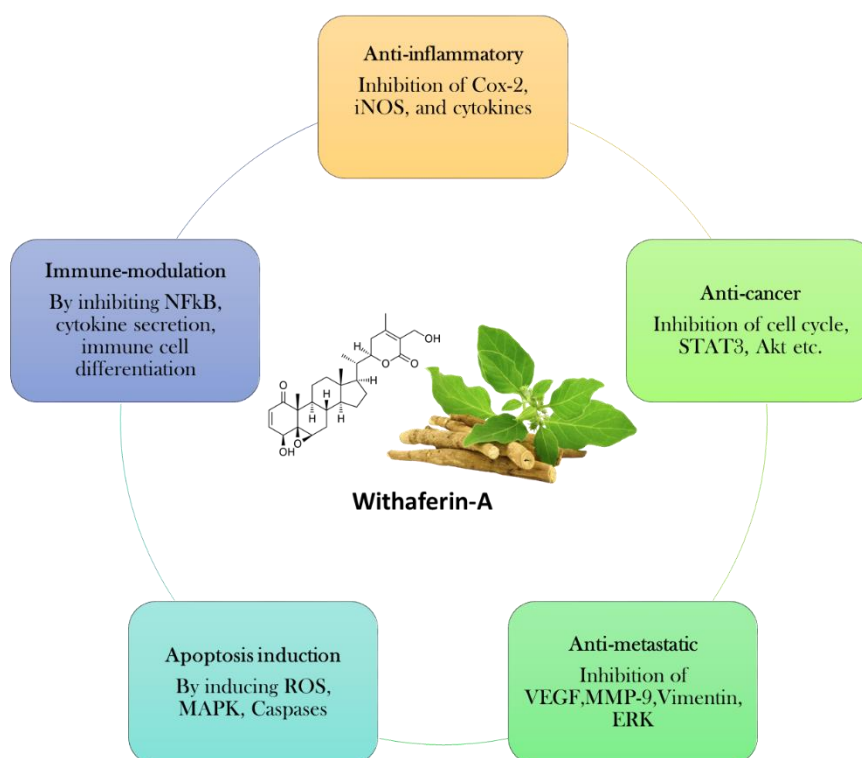 Anti-inflammatory
Inhibition of Cox-2,
iNOS, and cytokines
Immune-modulation
By inhibiting NFkB,
cytokine secretion,
immune cell
differentiation
Anti-cancer
Inhibition of cell cycle,
STAT3, Akt etc.
OH
H
O
O
O
H
H
H
H
O
OH
Withaferin-A
Apoptosis induction
By inducing ROS,
MAPK, Caspases
Anti-metastatic
Inhibition of
VEGF,MMP-9,Vimentin,
ERK